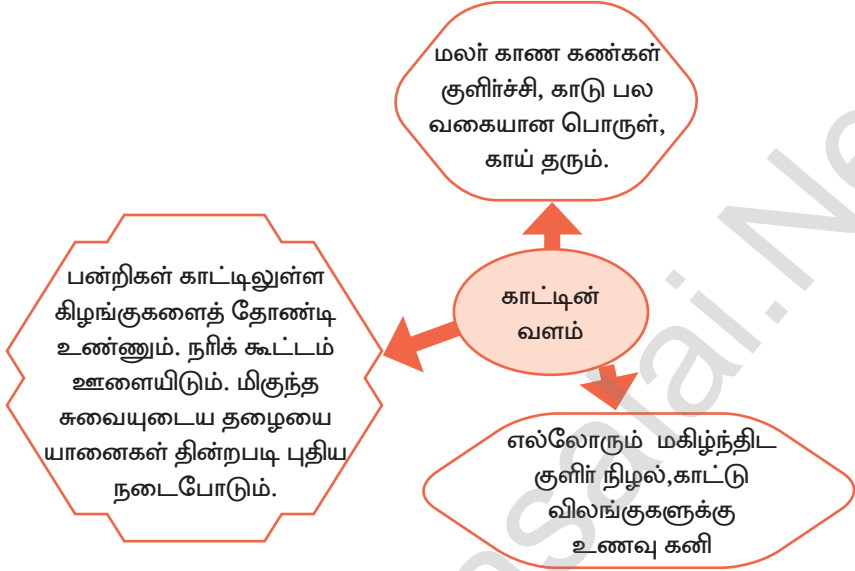 மலர் காண கண்கள்
குளிர்ச்சி, காடு பல
வகையான பொருள்,
காய் தரும்.
காட்டின்
வளம்
பன்றிகள் காட்டிலுள்ள
கிழங்குகளைத் தோண்டி
உண்ணும். நரிக் கூட்டம்
ஊளையிடும். மிகுந்த
சுவையுடைய தழையை
யானைகள் தின்றபடி புதிய
நடைபோடும்.
எல்லோரும் மகிழ்ந்திட
குளிர் நிழல்,காட்டு
விலங்குகளுக்கு
உணவு கனி